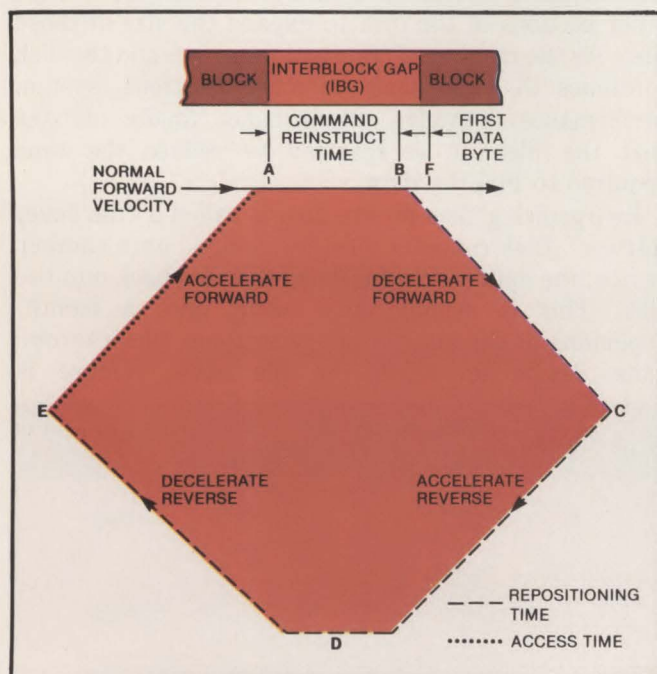 BLOCK
INTERBLOCK GAP
(IBG)
BLOCK
COMMAND
REINSTRUCT
TIME
FIRST
DATA
BYTE
A
B
F
NORMAL
FORWARD
VELOCITY
ACCELERATE
FORWARD
DECELERATE
FORWARD
E
C
DECELERATE
REVERSE
ACCELERATE
REVERSE
D
REPOSITIONING
TIME
ACCESS TIME